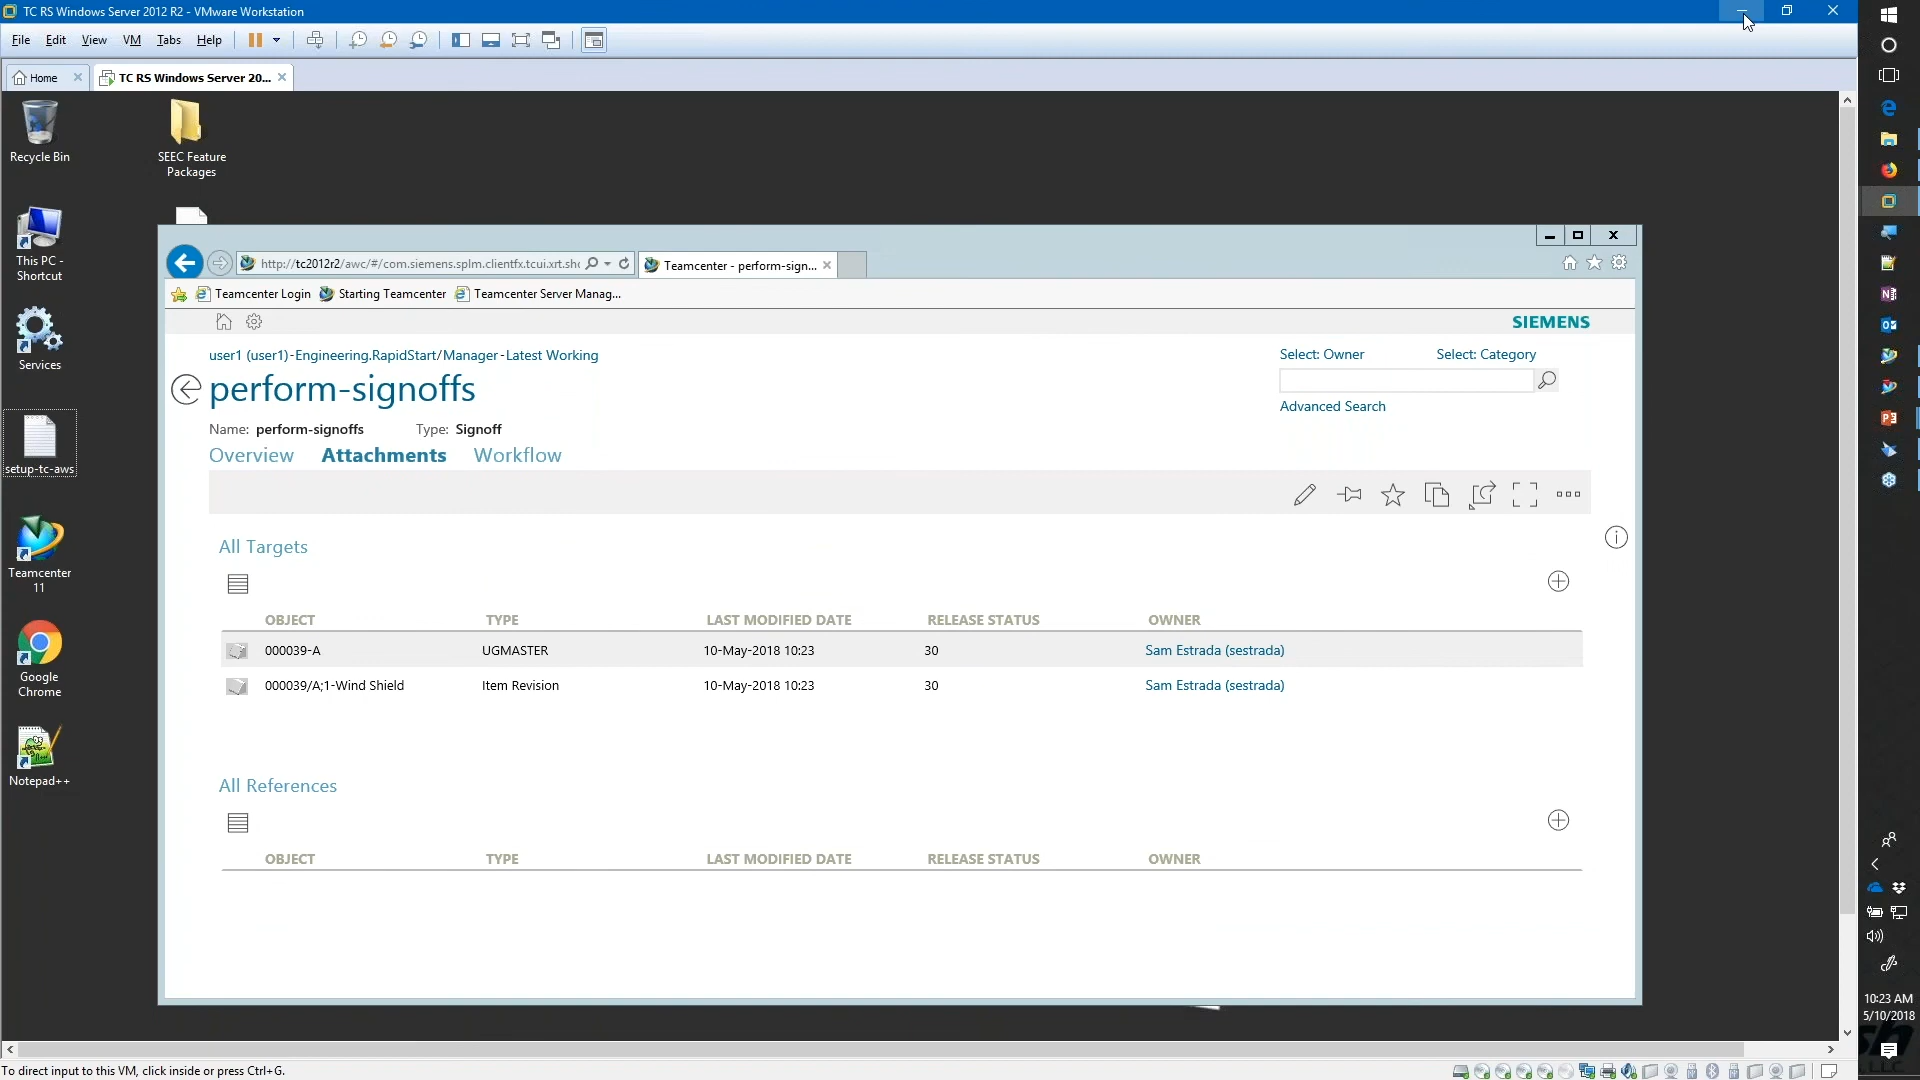 TC RS Windows Server 2012 R2 - VMware Workstation
File Edit View VM Tabs Help
Home
TC RS Windows Server 20...
Recycle Bin
SEEC Feature
Packages
This PC -
Shortcut
Services
setup-tc-aws
Teamcenter
11
Google
Chrome
Notepad++
http://tc2012r2/awc/#/com.siemens.splm.clientfx.tcui.xrt.sho
Teamcenter - perform-sign...
Teamcenter Login Starting Teamcenter Teamcenter Server Manag...
SIEMENS
user1 (user1)-Engineering.RapidStart/Manager-Latest Working
Select: Owner Select: Category
perform-signoffs
Advanced Search
Name: perform-signoffs Type: Signoff
Overview Attachments Workflow
All Targets
OBJECT TYPE LAST MODIFIED DATE RELEASE STATUS OWNER
000039-A UGMASTER 10-May-2018 10:23 30 Sam Estrada (sestrada)
000039/A;1-Wind Shield Item Revision 10-May-2018 10:23 30 Sam Estrada (sestrada)
All References
OBJECT TYPE LAST MODIFIED DATE RELEASE STATUS OWNER
10:23 AM
5/10/2018
To direct input to this VM, click inside or press Ctrl+G.